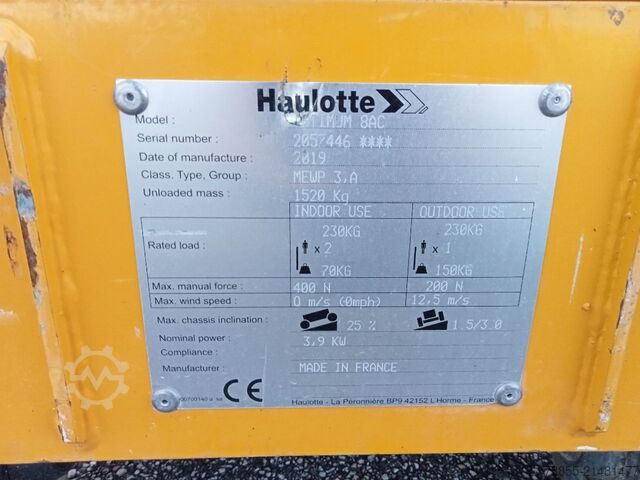 Haulotte
Model : OPTIMUM 8AC
Serial number : 2057446 ****
Date of manufacture : 2019
Class. Type, Group : MEWP 3,A
Unloaded mass : 1520 Kg
INDOOR USE OUTDOOR USE
230KG 230KG
Rated load : x 2 x 1
70KG 150KG
Max. manual force : 400 N 200 N
Max. wind speed : 0 m/s (0mph) 12,5 m/s
Max. chassis inclination : 25 % 1.5/3.0
Nominal power : 3,9 KW
Compliance :
Manufacturer : MADE IN FRANCE
CE
Haulotte - La Péronnière BP9 42152 L'Horme - France